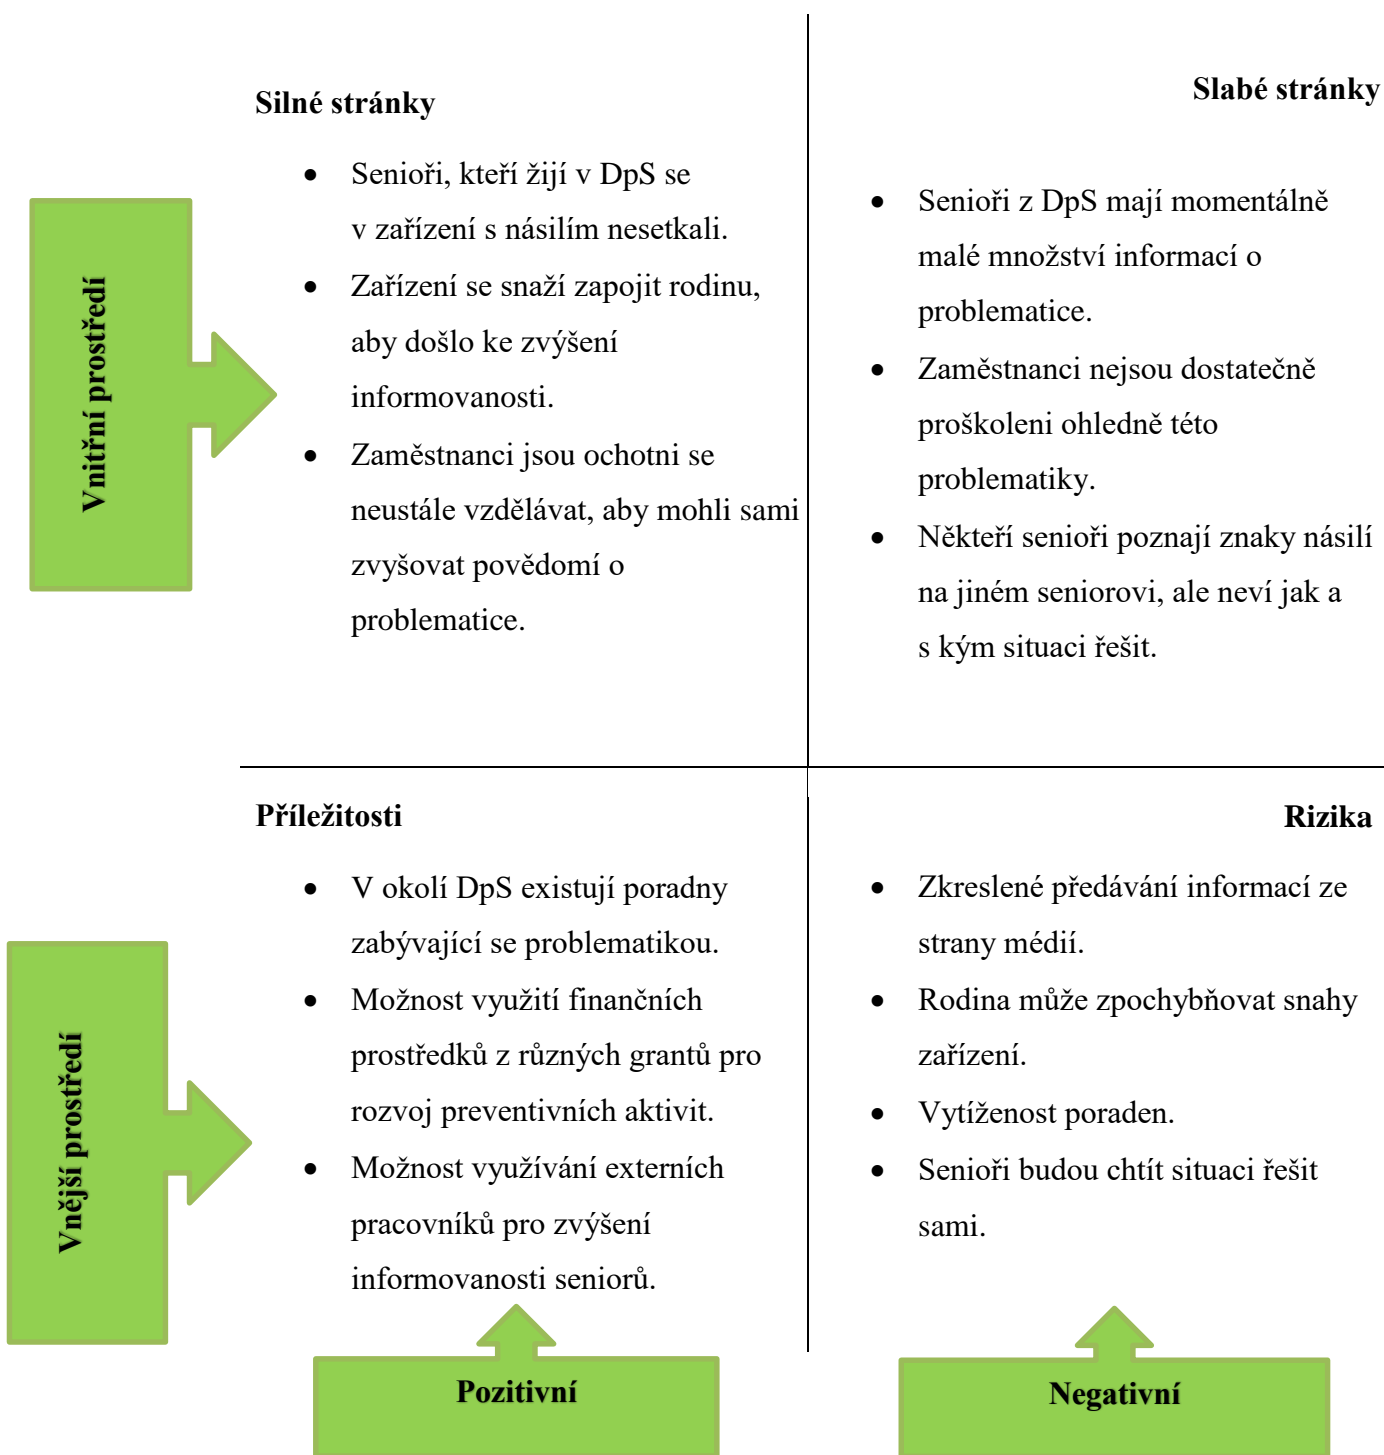 Silné stránky
Senioři, kteří žijí v DpS se
v zařízení s násilím nesetkali.
Zařízení se snaží zapojit rodinu,
aby došlo ke zvýšení
informovanosti.
Zaměstnanci jsou ochotni se
neustále vzdělávat, aby mohli sami
zvyšovat povědomí o
problematice.
Slabé stránky
Senioři z DpS mají momentálně
malé množství informací o
problematice.
Zaměstnanci nejsou dostatečně
proškoleni ohledně této
problematiky.
Někteří senioři poznají znaky násilí
na jiném seniorovi, ale neví jak a
s kým situaci řešit.
Vnitřní prostředí
Příležitosti
V okolí DpS existují poradny
zabývající se problematikou.
Možnost využití finančních
prostředků z různých grantů pro
rozvoj preventivních aktivit.
Možnost využívání externích
pracovníků pro zvýšení
informovanosti seniorů.
Rizika
Zkreslené předávání informací ze
strany médií.
Rodina může zpochybňovat snahy
zařízení.
Vytíženost poraden.
Senioři budou chtít situaci řešit
sami.
Vnější prostředí
Pozitivní
Negativní